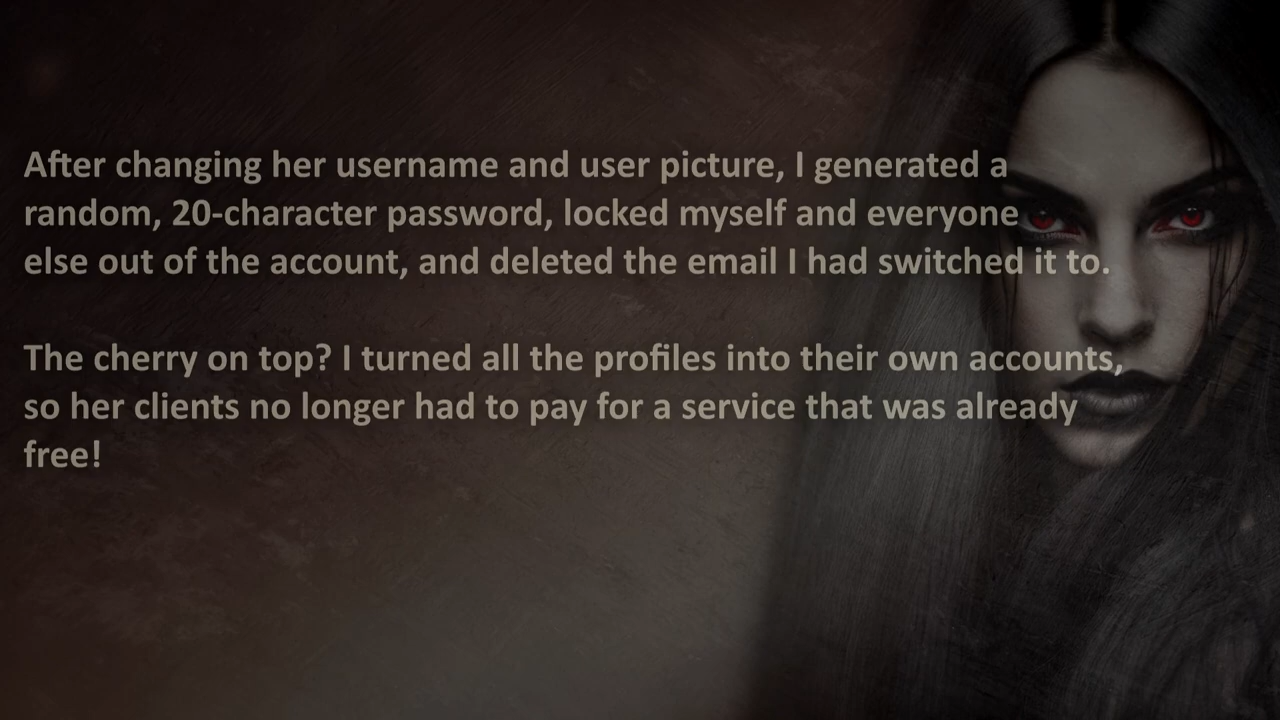 After changing her username and user picture, I generated a
random, 20-character password, locked myself and everyone
else out of the account, and deleted the email I had switched it to.
The cherry on top? I turned all the profiles into their own accounts,
so her clients no longer had to pay for a service that was already
free!